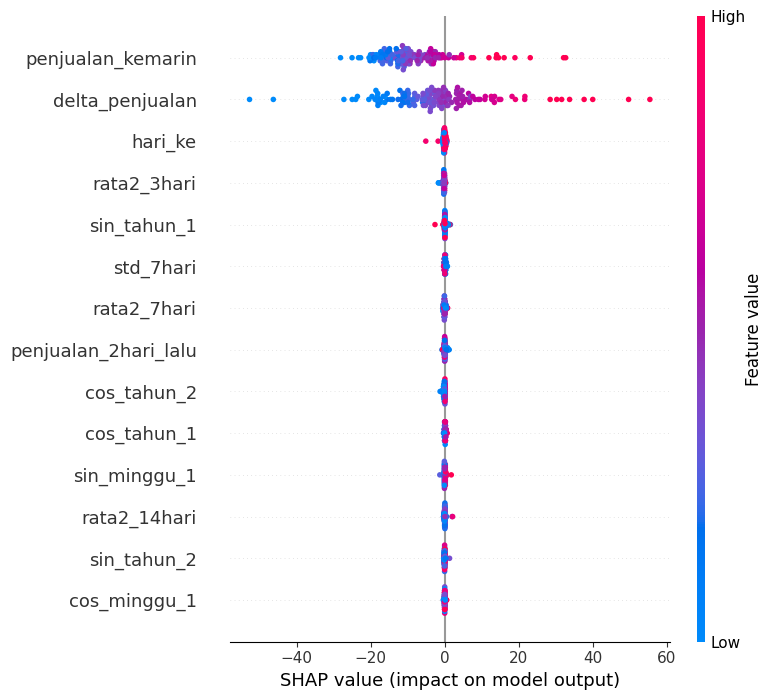 High
penjualan_kemarin
delta_penjualan
hari_ke
rata2_3hari
sin_tahun_1
std_7hari
rata2_7hari
penjualan_2hari_lalu
cos_tahun_2
cos_tahun_1
sin_minggu_1
rata2_14hari
sin_tahun_2
cos_minggu_1
Feature value
Low
−40 −20 0 20 40 60
SHAP value (impact on model output)